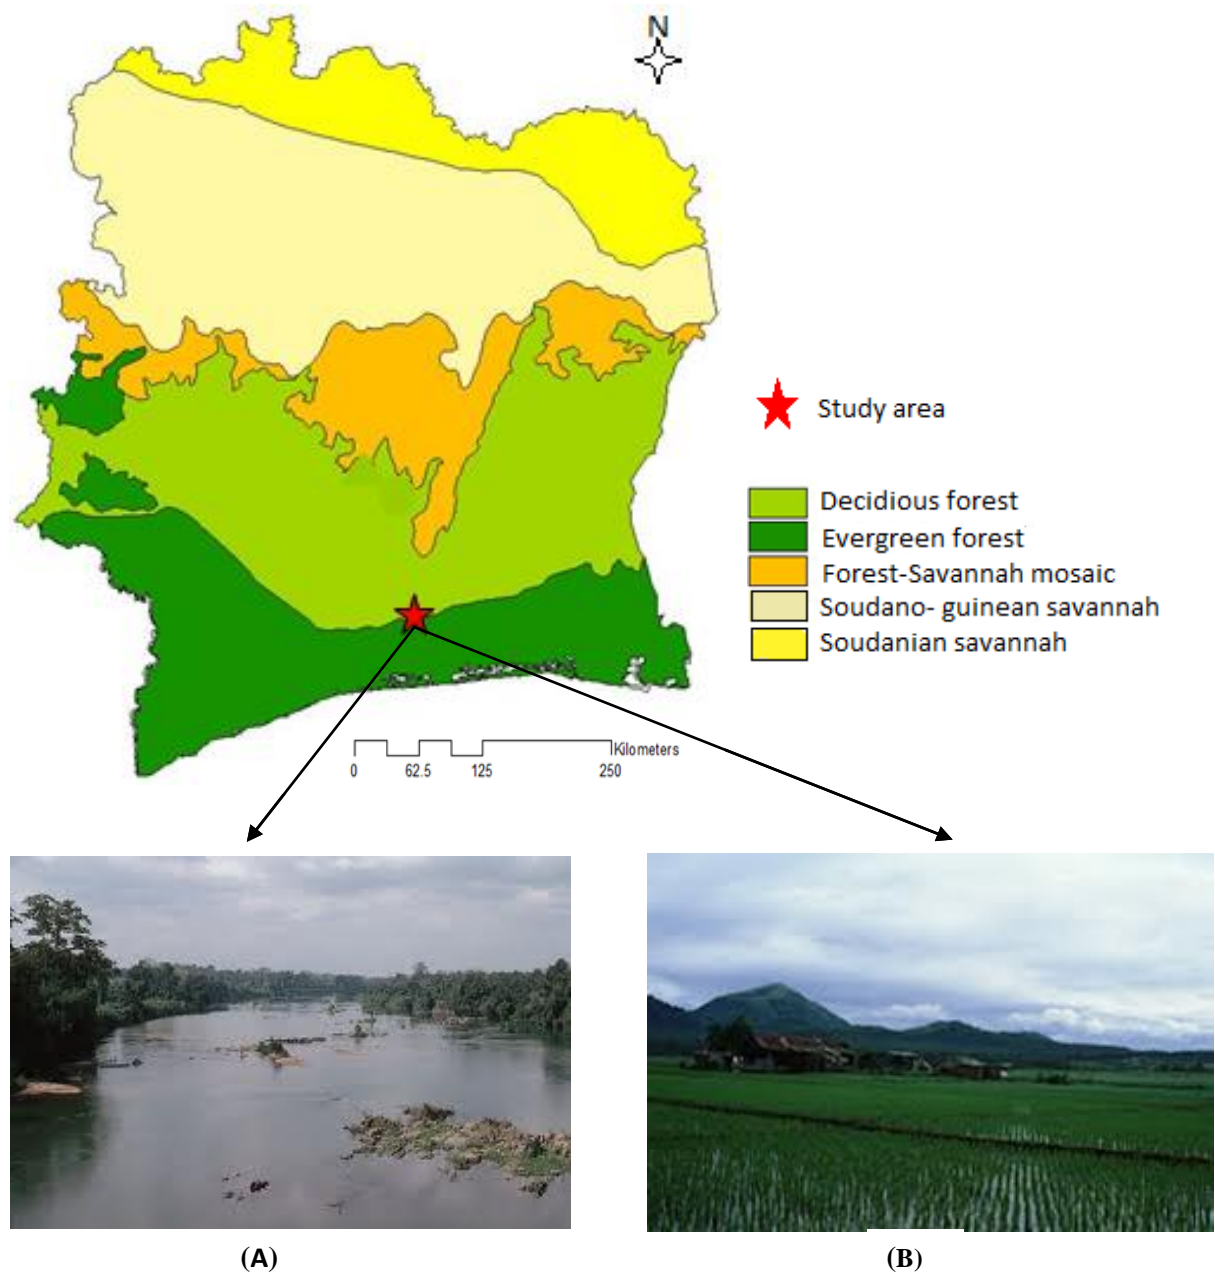 N
Study area
Decidious forest
Evergreen forest
Forest-Savannah mosaic
Soudano- guinean savannah
Soudanian savannah
Kilometers
0 62.5 125 250
(A) (B)